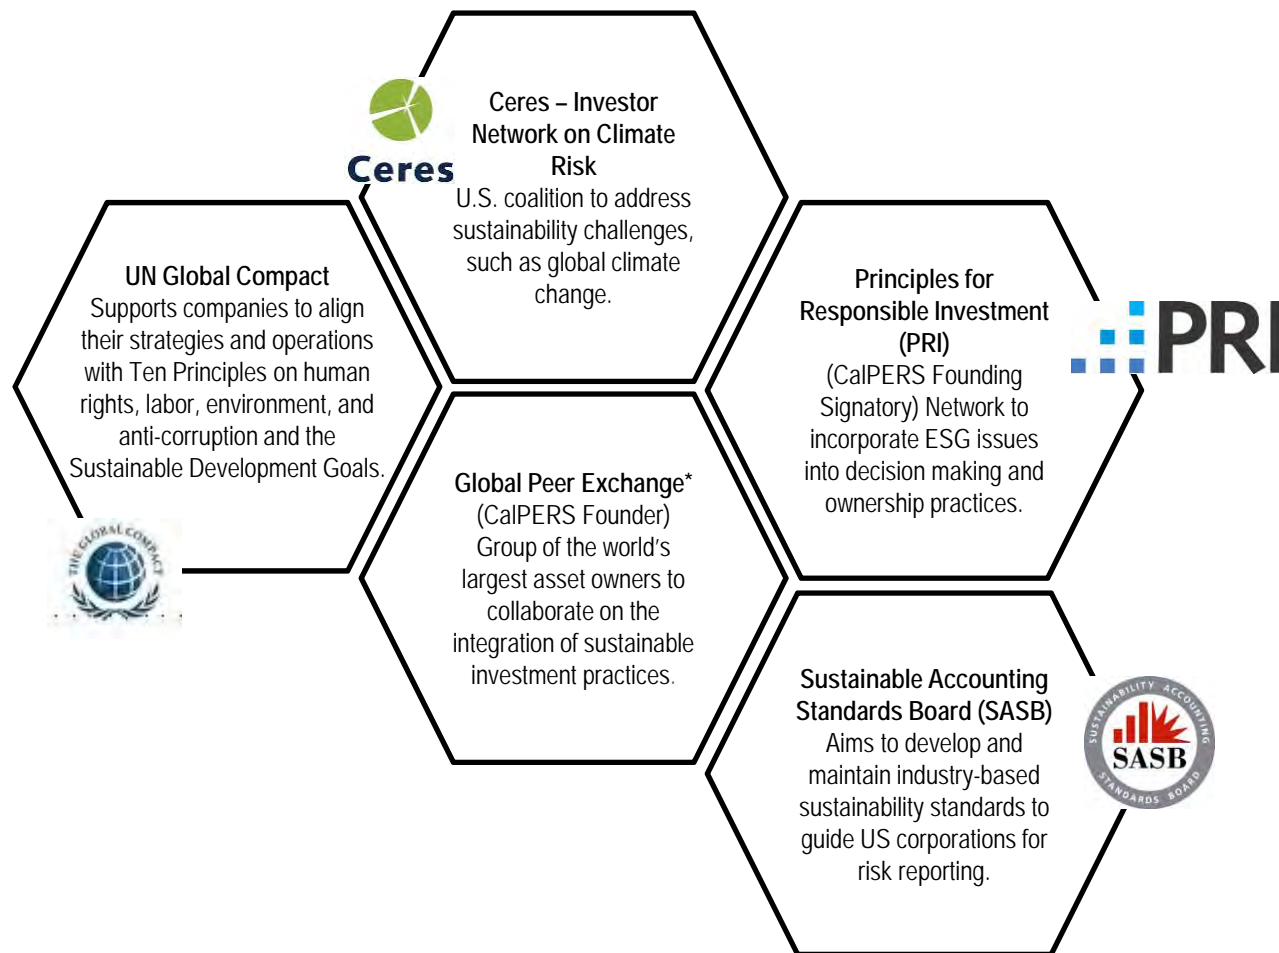 Ceres
Ceres – Investor
Network on Climate
Risk
U.S. coalition to address
sustainability challenges,
such as global climate
change.
UN Global Compact
Supports companies to align
their strategies and operations
with Ten Principles on human
rights, labor, environment, and
anti-corruption and the
Sustainable Development Goals.
THE GLOBAL COMPACT
Principles for
Responsible Investment
(PRI)
(CalPERS Founding
Signatory) Network to
incorporate ESG issues
into decision making and
ownership practices.
PRI
Global Peer Exchange*
(CalPERS Founder)
Group of the world's
largest asset owners to
collaborate on the
integration of sustainable
investment practices.
Sustainable Accounting
Standards Board (SASB)
Aims to develop and
maintain industry-based
sustainability standards to
guide US corporations for
risk reporting.
SUSTAINABILITY ACCOUNTING
SASB
STANDARDS BOARD